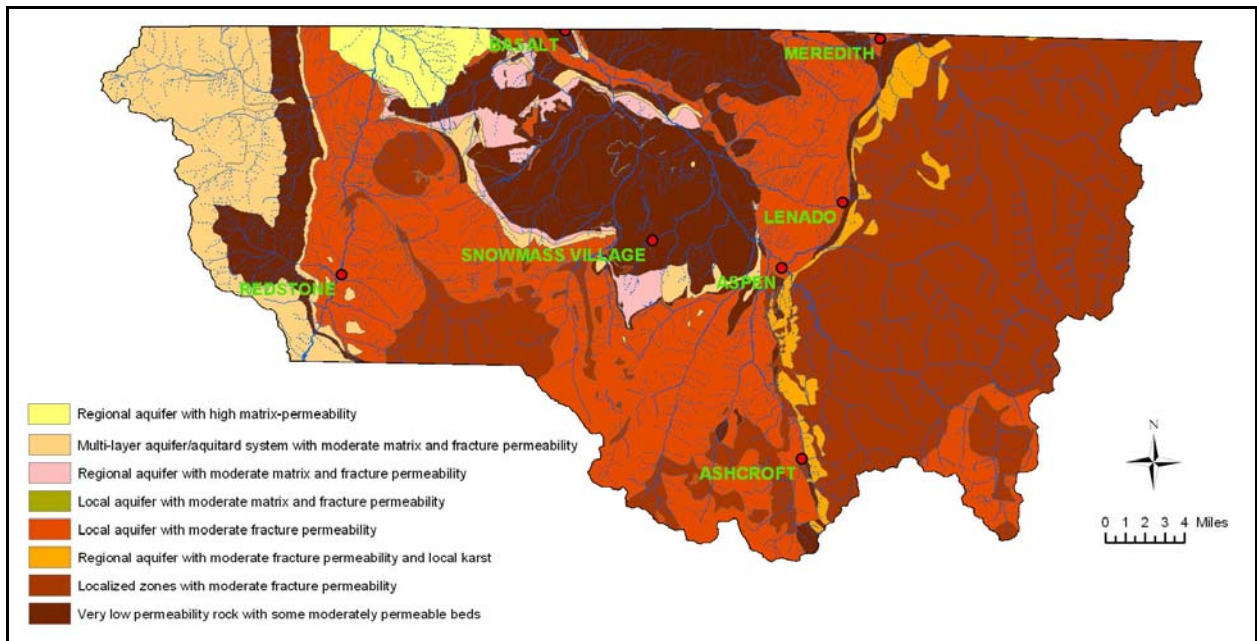 BASALT
MEREDITH
LENADO
SNOWMASS VILLAGE
ASPEN
REDSTONE
ASHCROFT
Regional aquifer with high matrix-permeability
Multi-layer aquifer/aquitard system with moderate matrix and fracture permeability
Regional aquifer with moderate matrix and fracture permeability
Local aquifer with moderate matrix and fracture permeability
Local aquifer with moderate fracture permeability
Regional aquifer with moderate fracture permeability and local karst
Localized zones with moderate fracture permeability
Very low permeability rock with some moderately permeable beds
N
0 1 2 3 4 Miles